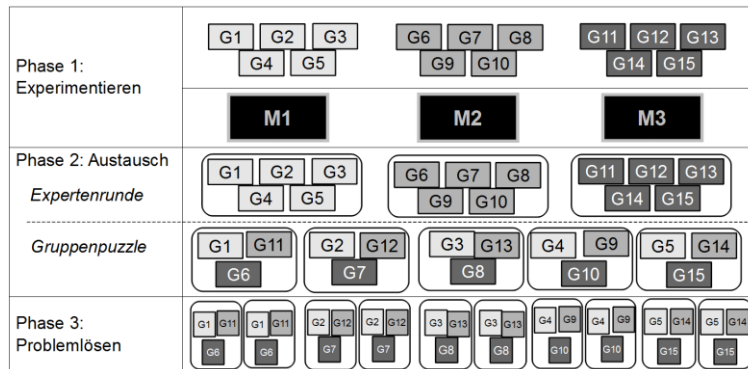 G1 G2 G3 G6 G7 G8 G11 G12 G13
Phase 1:
Experimentieren
G4 G5 G9 G10 G14 G15
M1 M2 M3
Phase 2: Austausch
Expertenrunde
G1 G2 G3 G6 G7 G8 G11 G12 G13
G4 G5 G9 G10 G14 G15
Gruppenpuzzle
G1 G11 G2 G12 G3 G13 G4 G9 G5 G14
G6 G7 G8 G10 G15
Phase 3:
Problemlösen
G1 G11 G1 G11 G2 G12 G2 G12 G3 G13 G3 G13 G4 G9 G4 G9 G5 G14 G5 G14
G6 G6 G7 G7 G8 G8 G10 G10 G15 G15